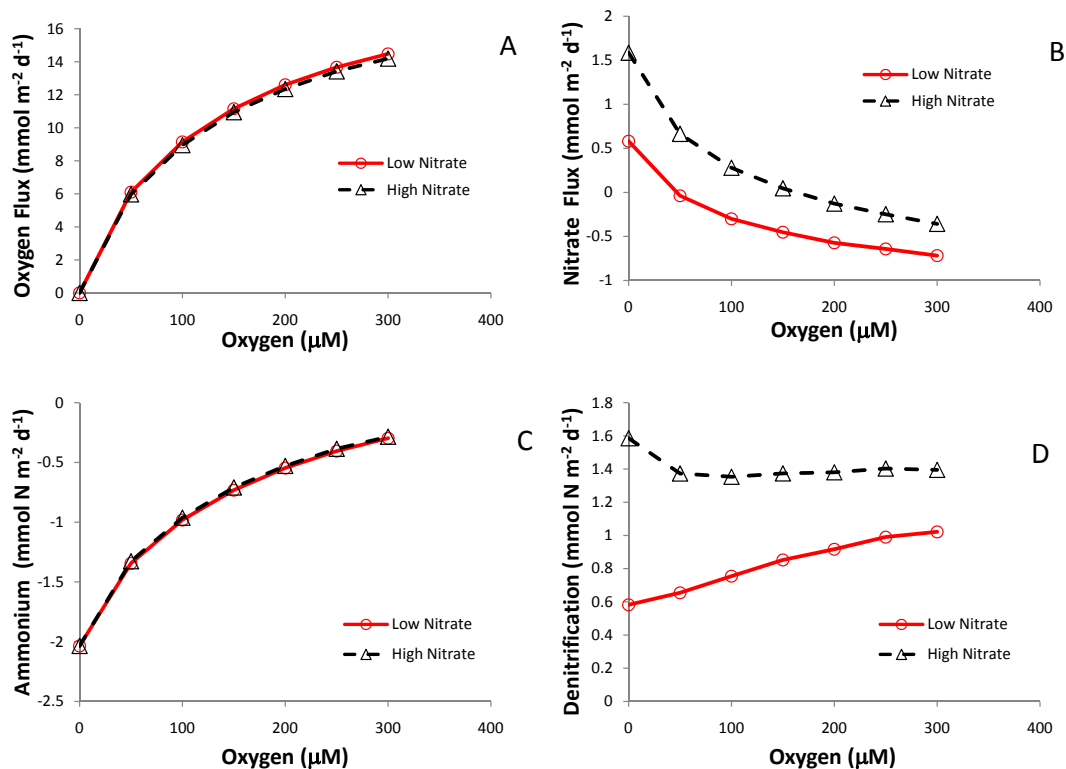 A
Oxygen Flux (mmol m-2 d-1)
16
14
12
10
8
6
4
2
0
Low Nitrate
High Nitrate
0 100 200 300 400
Oxygen (µM)
B
Nitrate Flux (mmol m-2 d-1)
2
1.5
1
0.5
0
-0.5
-1
Low Nitrate
High Nitrate
0 100 200 300 400
Oxygen (µM)
C
Ammonium (mmol N m-2 d-1)
0
-0.5
-1
-1.5
-2
-2.5
Low Nitrate
High Nitrate
0 100 200 300 400
Oxygen (µM)
D
Denitrification (mmol N m-2 d-1)
1.8
1.6
1.4
1.2
1
0.8
0.6
0.4
0.2
0
Low Nitrate
High Nitrate
0 100 200 300 400
Oxygen (µM)